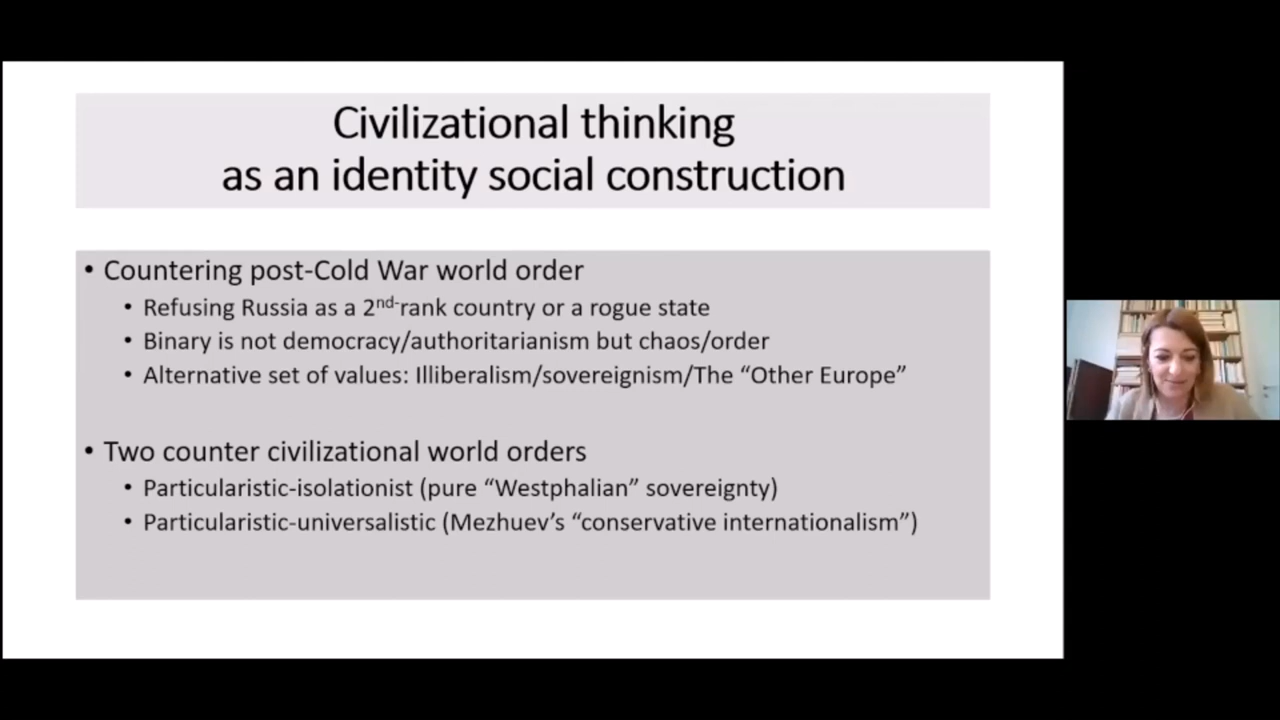 Civilizational thinking
as an identity social construction
• Countering post-Cold War world order
• Refusing Russia as a 2nd-rank country or a rogue state
• Binary is not democracy/authoritarianism but chaos/order
• Alternative set of values: Illiberalism/sovereignism/The “Other Europe”
• Two counter civilizational world orders
• Particularistic-isolationist (pure “Westphalian” sovereignty)
• Particularistic-universalistic (Mezhuev’s “conservative internationalism”)